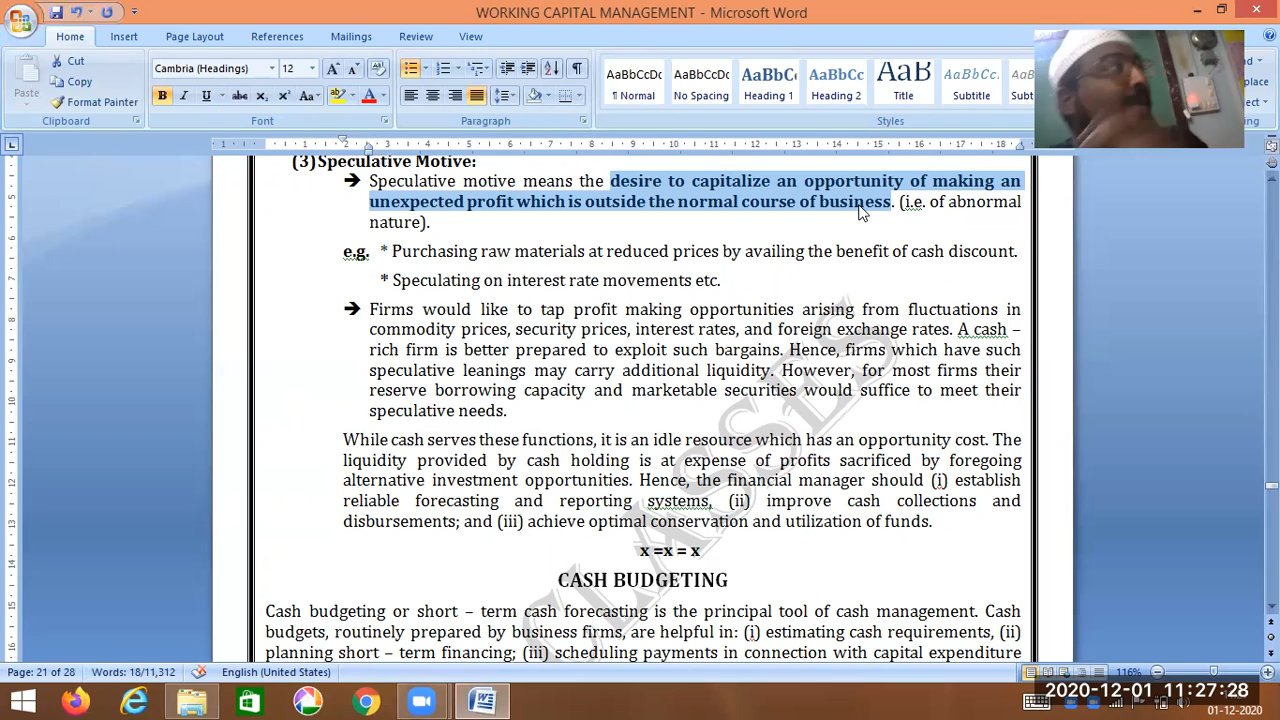 WORKING CAPITAL MANAGEMENT - Microsoft Word
Home Insert Page Layout References Mailings Review View
Paste
Cut
Copy
Format Painter
Clipboard
Cambria (Headings) 12
Font
Paragraph
AaBbCcDc AaBbCcDc AaBbC AaBbCc AaB AaBbCc.
¶ Normal No Spacing Heading 1 Heading 2 Title Subtitle
Styles
(3)Speculative Motive:
➔ Speculative motive means the desire to capitalize an opportunity of making an
unexpected profit which is outside the normal course of business. (i.e. of abnormal
nature).
e.g. * Purchasing raw materials at reduced prices by availing the benefit of cash discount.
* Speculating on interest rate movements etc.
➔ Firms would like to tap profit making opportunities arising from fluctuations in
commodity prices, security prices, interest rates, and foreign exchange rates. A cash –
rich firm is better prepared to exploit such bargains. Hence, firms which have such
speculative leanings may carry additional liquidity. However, for most firms their
reserve borrowing capacity and marketable securities would suffice to meet their
speculative needs.
While cash serves these functions, it is an idle resource which has an opportunity cost. The
liquidity provided by cash holding is at expense of profits sacrificed by foregoing
alternative investment opportunities. Hence, the financial manager should (i) establish
reliable forecasting and reporting systems, (ii) improve cash collections and
disbursements; and (iii) achieve optimal conservation and utilization of funds.
x =x = x
CASH BUDGETING
Cash budgeting or short – term cash forecasting is the principal tool of cash management. Cash
budgets, routinely prepared by business firms, are helpful in: (i) estimating cash requirements, (ii)
planning short – term financing; (iii) scheduling payments in connection with capital expenditure
CLASSES
Page: 21 of 28 Words: 18/11,312 English (United States) 116%
2020-12-01 11:27:28
01-12-2020